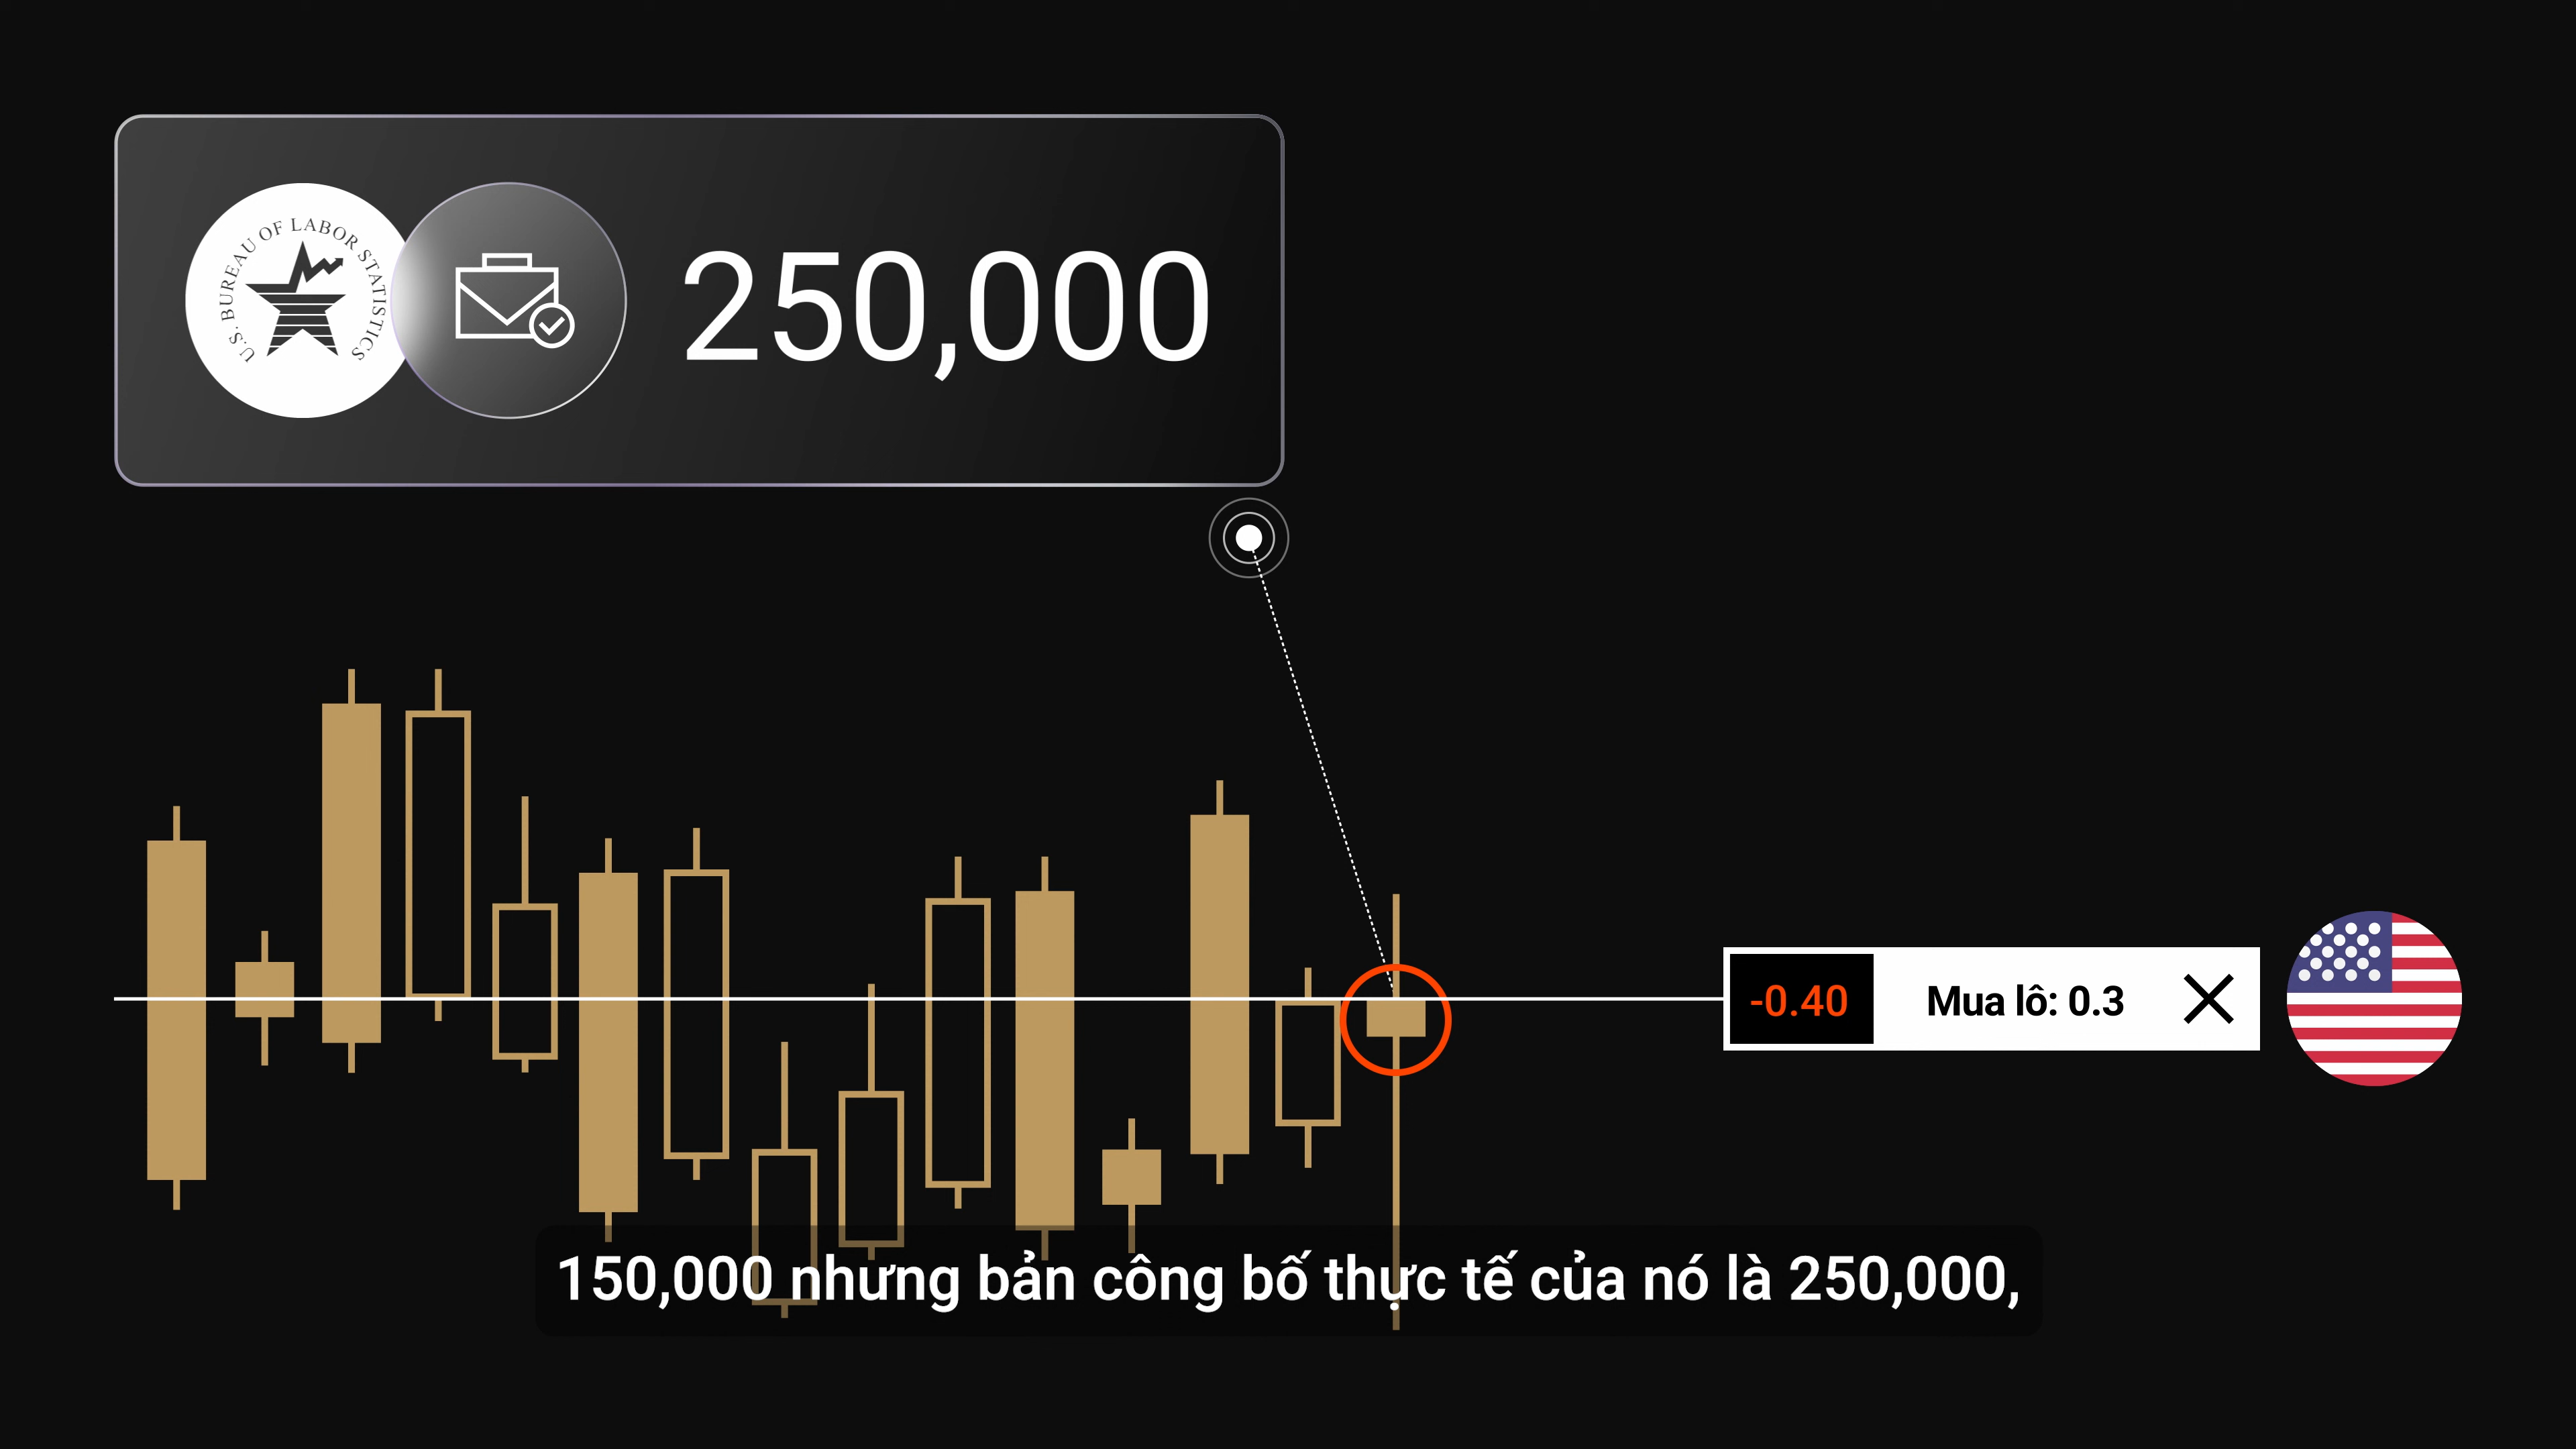 U.S. BUREAU OF LABOR STATISTICS
250,000
-0.40
Mua lô: 0.3
150,000 nhưng bản công bố thực tế của nó là 250,000,